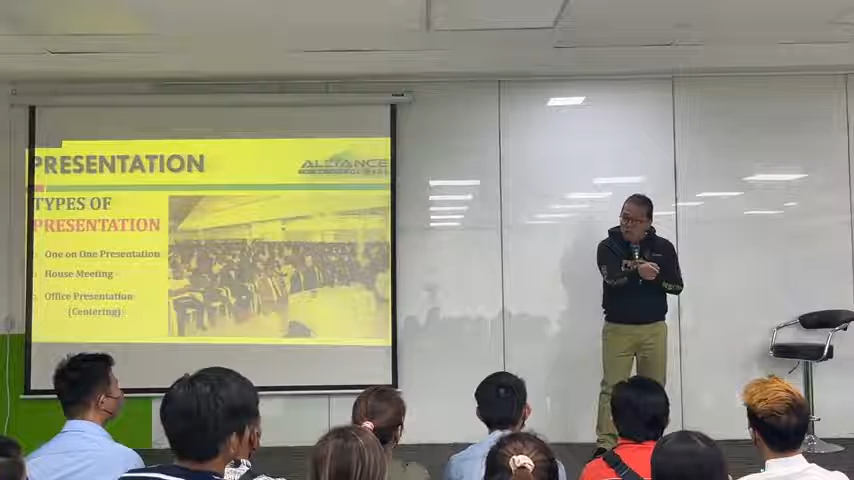 PRESENTATION
ALLIANCE
TYPES OF
PRESENTATION
One on One Presentation
House Meeting
Office Presentation
(Centering)